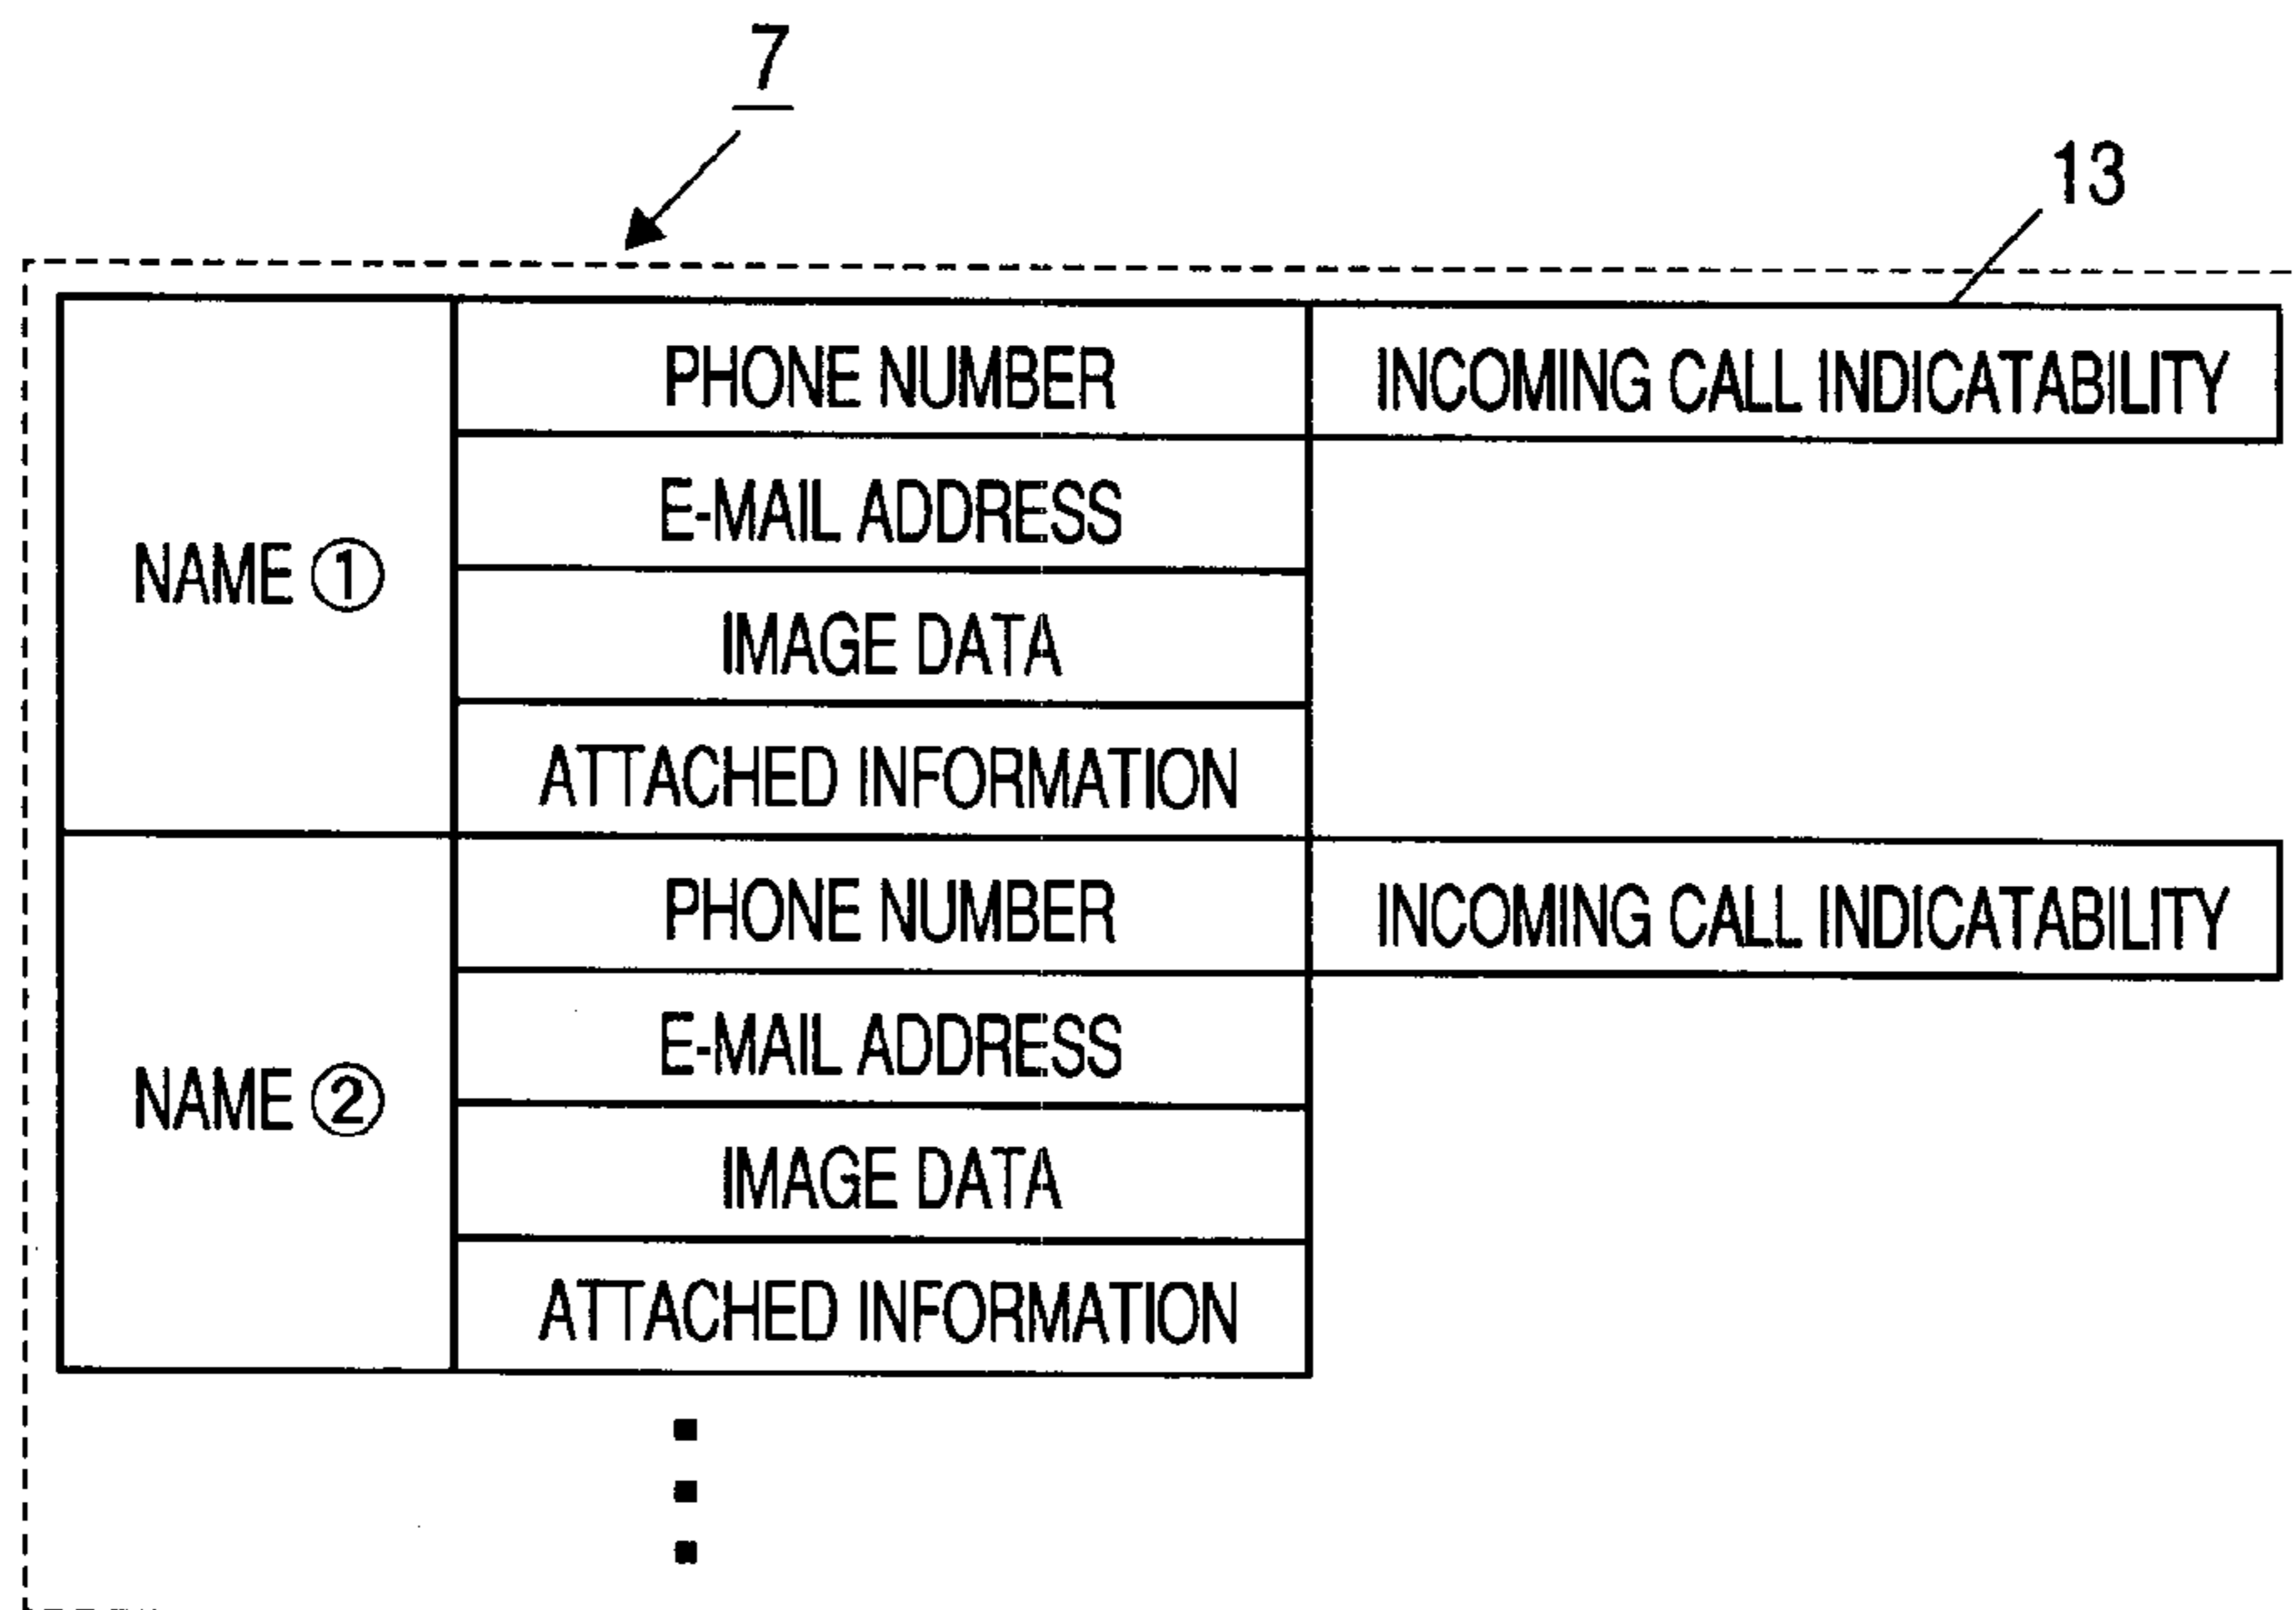 7
13
PHONE NUMBER INCOMING CALL INDICATABILITY
E-MAIL ADDRESS
NAME ①
IMAGE DATA
ATTACHED INFORMATION
PHONE NUMBER INCOMING CALL INDICATABILITY
E-MAIL ADDRESS
NAME ②
IMAGE DATA
ATTACHED INFORMATION